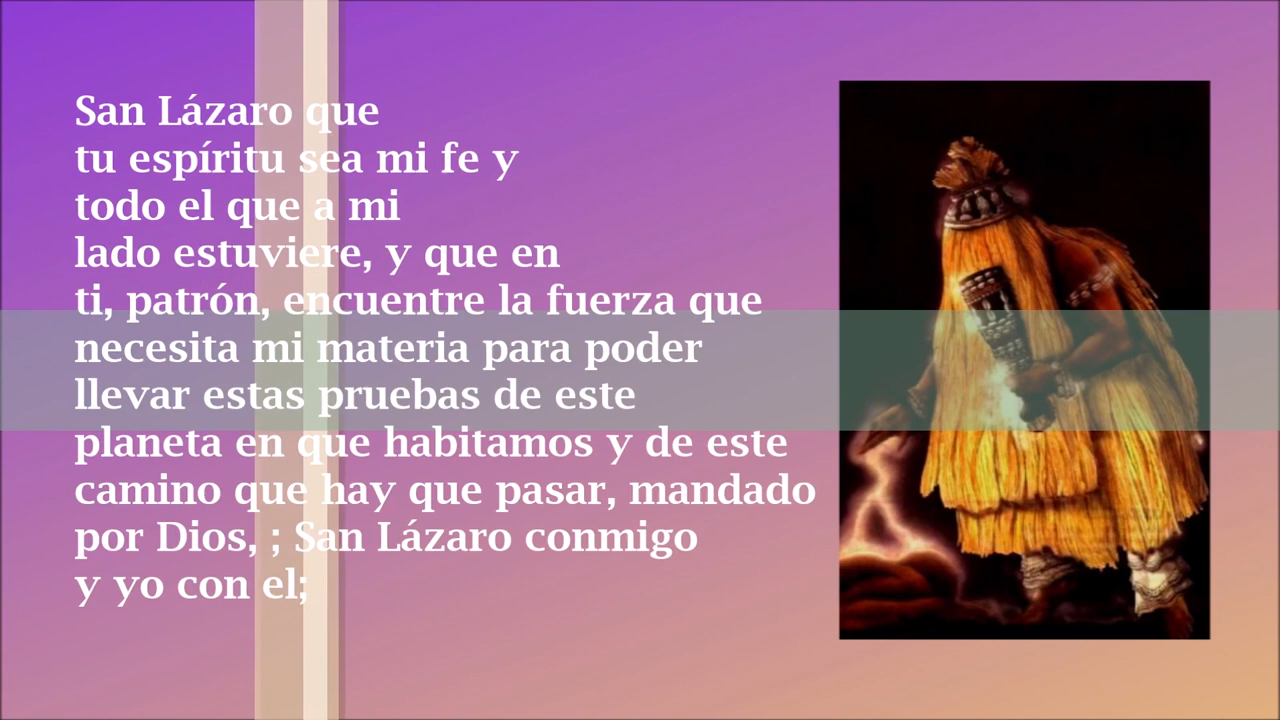 San Lázaro que
tu espíritu sea mi fe y
todo el que a mi
lado estuviere, y que en
ti, patrón, encuentre la fuerza que
necesita mi materia para poder
llevar estas pruebas de este
planeta en que habitamos y de este
camino que hay que pasar, mandado
por Dios, ; San Lázaro conmigo
y yo con el;